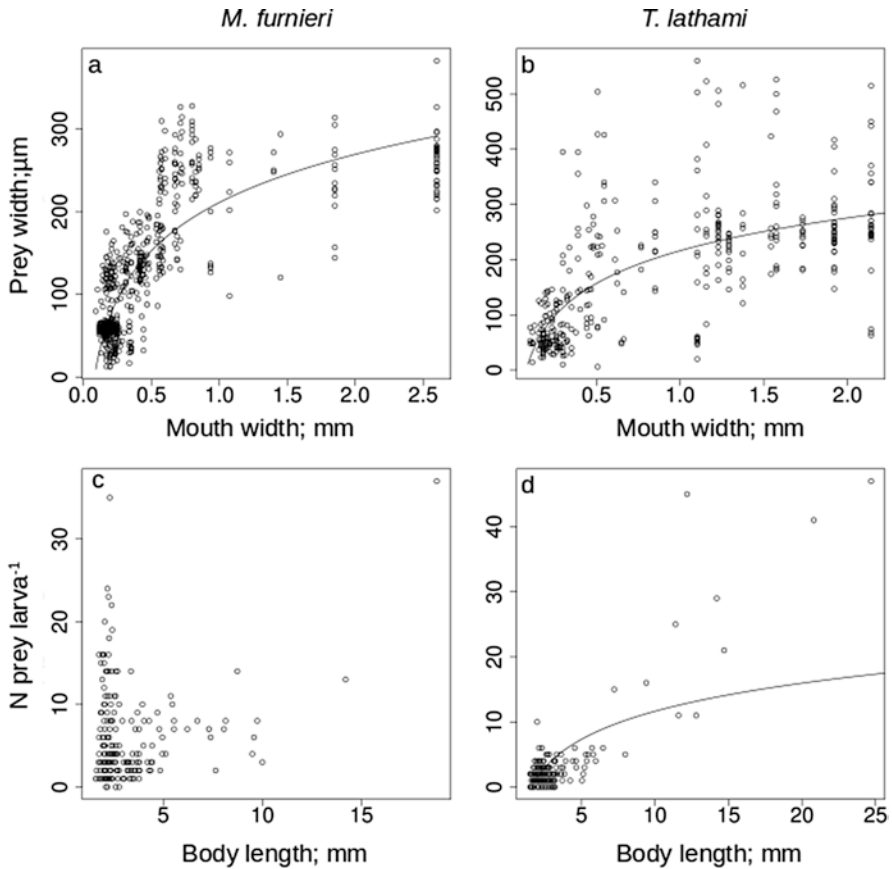 M. furnieri
T. lathami
a
b
Prey width;µm
0
100
200
300
0
100
200
300
400
500
0.0 0.5 1.0 1.5 2.0 2.5
0.5 1.0 1.5 2.0
Mouth width; mm
Mouth width; mm
c
d
N prey larva-1
0
10
20
30
0
10
20
30
40
5 10 15
5 10 15 20 25
Body length; mm
Body length; mm